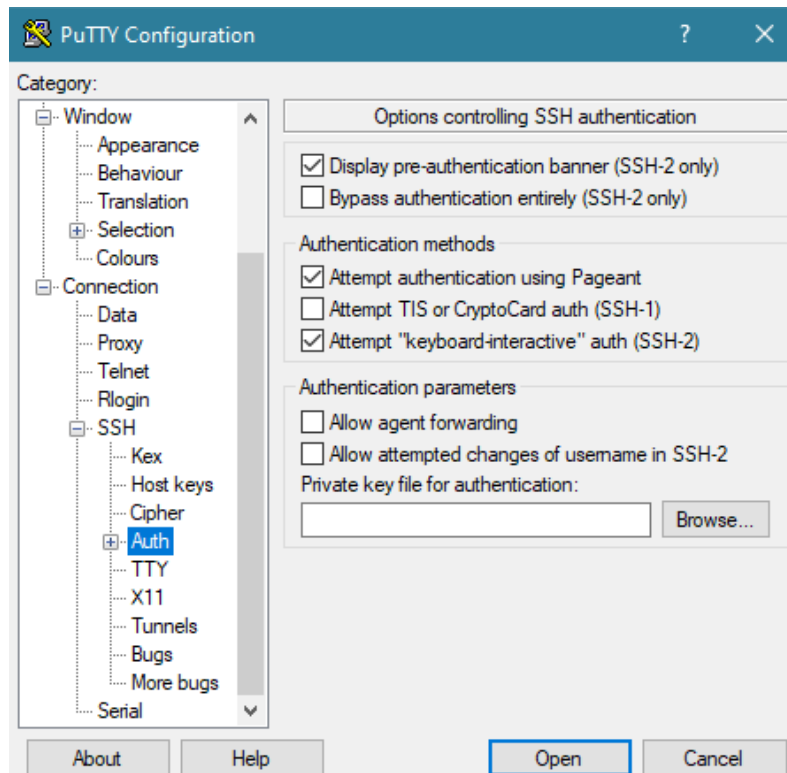 PuTTY Configuration
?
Category:
Window
Appearance
Behaviour
Translation
Selection
Colours
Connection
Data
Proxy
Telnet
Rlogin
SSH
Kex
Host keys
Cipher
Auth
TTY
X11
Tunnels
Bugs
More bugs
Serial
Options controlling SSH authentication
Display pre-authentication banner (SSH-2 only)
Bypass authentication entirely (SSH-2 only)
Authentication methods
Attempt authentication using Pageant
Attempt TIS or CryptoCard auth (SSH-1)
Attempt "keyboard-interactive" auth (SSH-2)
Authentication parameters
Allow agent forwarding
Allow attempted changes of username in SSH-2
Private key file for authentication:
Browse...
About
Help
Open
Cancel